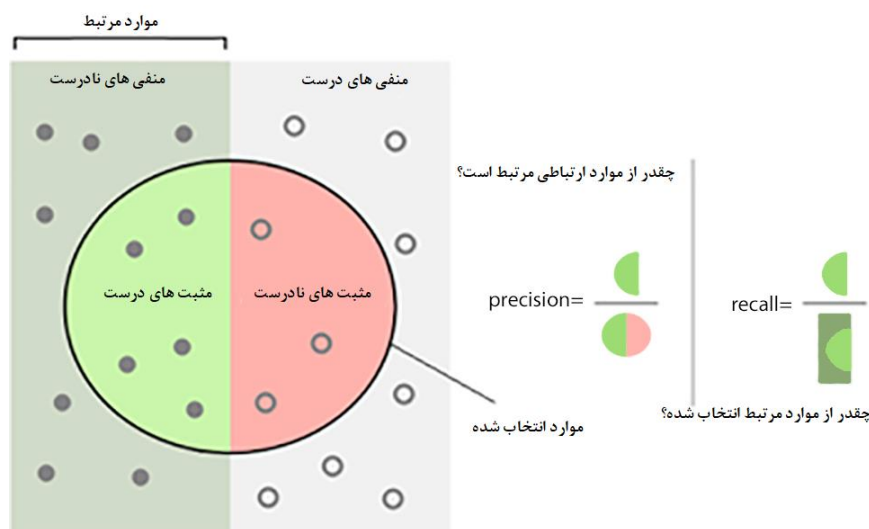 موارد مرتبط
منفی های نادرست
منفی های درست
مثبت های درست
مثبت های نادرست
موارد انتخاب شده
چقدر از موارد ارتباطی مرتبط است؟
precision=
recall=
چقدر از موارد مرتبط انتخاب شده؟